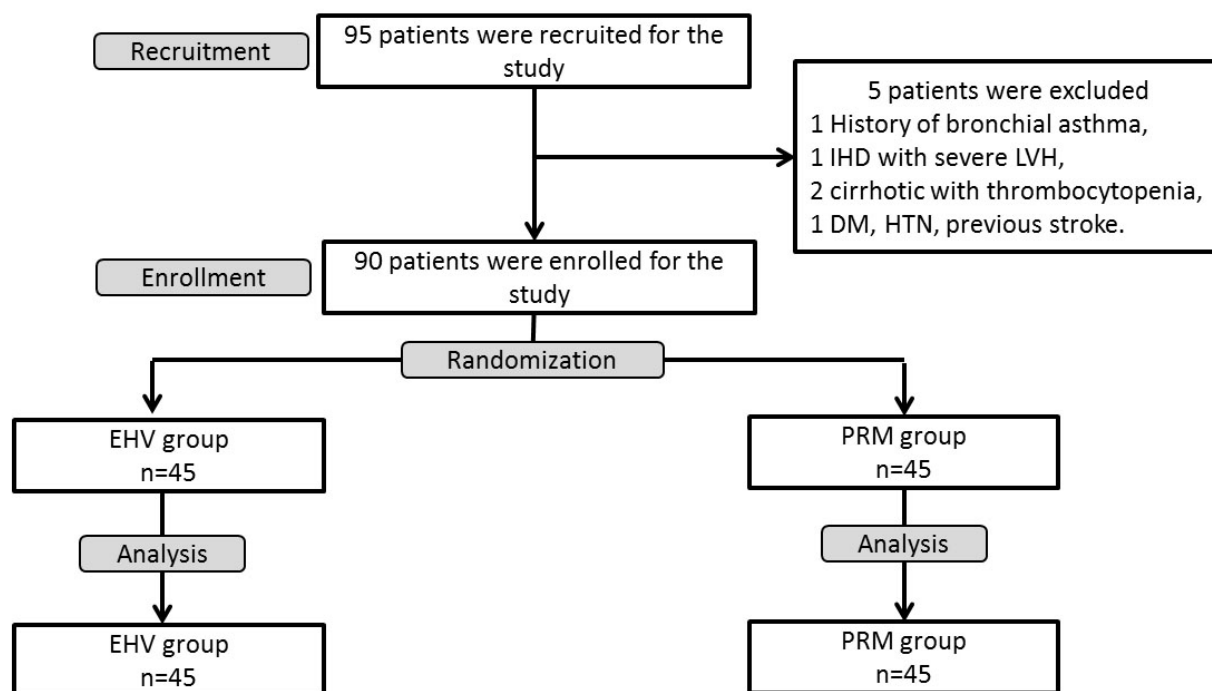 Recruitment
95 patients were recruited for the
study
5 patients were excluded
1 History of bronchial asthma,
1 IHD with severe LVH,
2 cirrhotic with thrombocytopenia,
1 DM, HTN, previous stroke.
Enrollment
90 patients were enrolled for the
study
Randomization
EHV group
n=45
PRM group
n=45
Analysis
Analysis
EHV group
n=45
PRM group
n=45